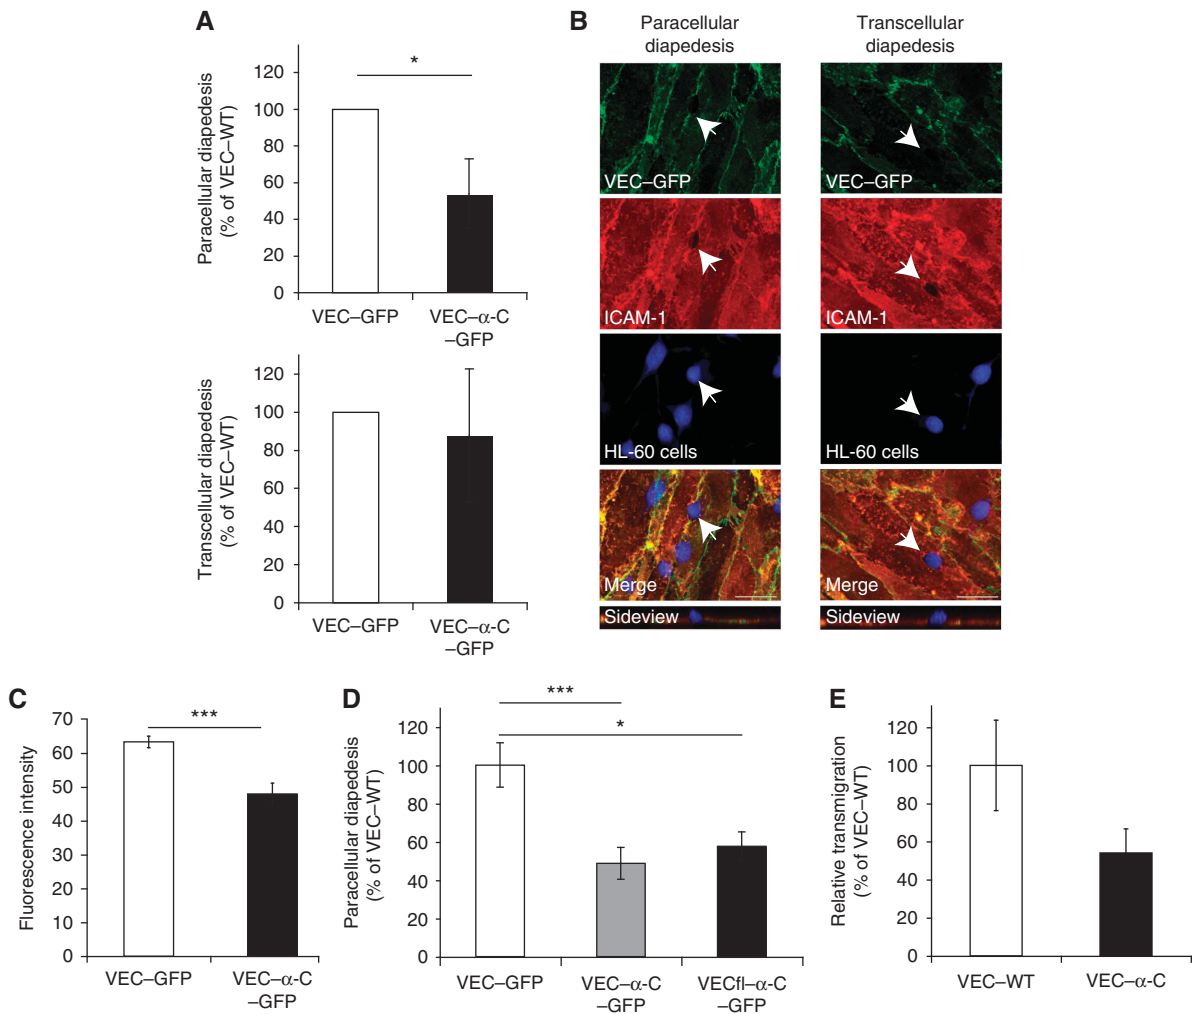 A
Paracellular diapedesis
(% of VEC–WT)
120
100
80
60
40
20
0
*
VEC–GFP
VEC–α-C
–GFP
Transcellular diapedesis
(% of VEC–WT)
120
100
80
60
40
20
0
VEC–GFP
VEC–α-C
–GFP
B
Paracellular
diapedesis
VEC–GFP
ICAM-1
HL-60 cells
Merge
Sideview
Transcellular
diapedesis
VEC–GFP
ICAM-1
HL-60 cells
Merge
Sideview
C
Fluorescence intensity
70
60
50
40
30
20
10
0
***
VEC–GFP
VEC–α-C
–GFP
D
Paracellular diapedesis
(% of VEC–WT)
120
100
80
60
40
20
0
***
*
VEC–GFP
VEC–α-C
–GFP
VECfl–α-C
–GFP
E
Relative transmigration
(% of VEC–WT)
120
100
80
60
40
20
0
VEC–WT
VEC–α-C